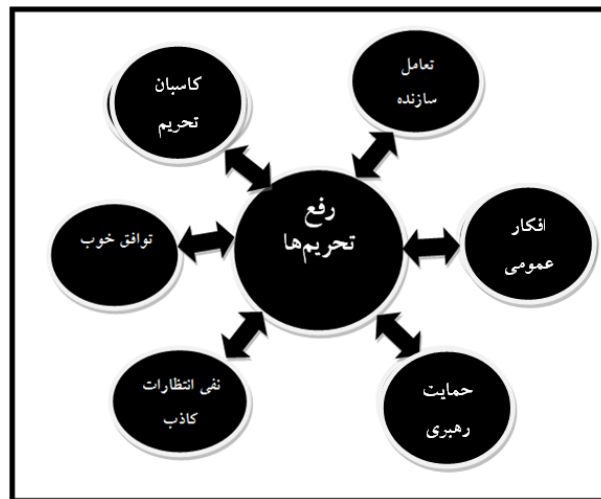 تعامل
سازنده
کاسبان
تحریم
رفع
تحریم‌ها
افکار
عمومی
توافق خوب
نفی انتظارات
کاذب
حمایت
رهبری